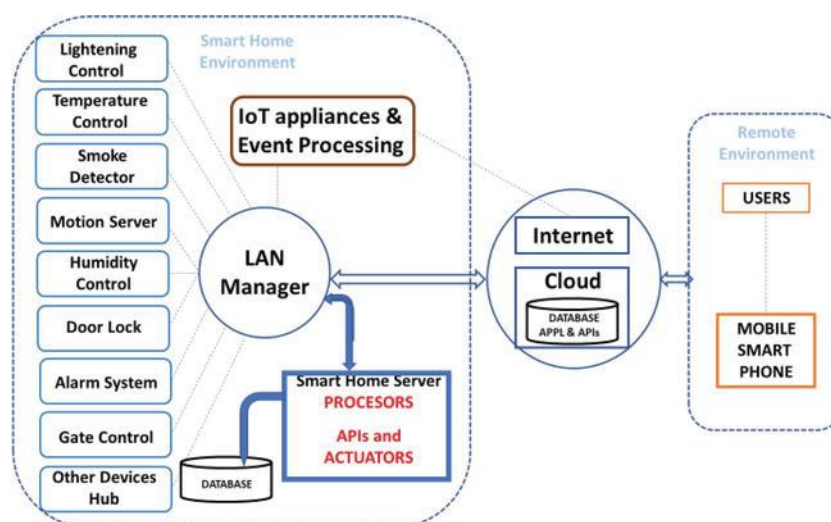 Smart Home
Environment
Lightening
Control
Temperature
Control
Smoke
Detector
Motion Server
Humidity
Control
Door Lock
Alarm System
Gate Control
Other Devices
Hub
IoT appliances &
Event Processing
LAN
Manager
Smart Home Server
PROCESORS
APIs and
ACTUATORS
DATABASE
Internet
Cloud
DATABASE
APPL & APIs
Remote
Environment
USERS
MOBILE
SMART
PHONE